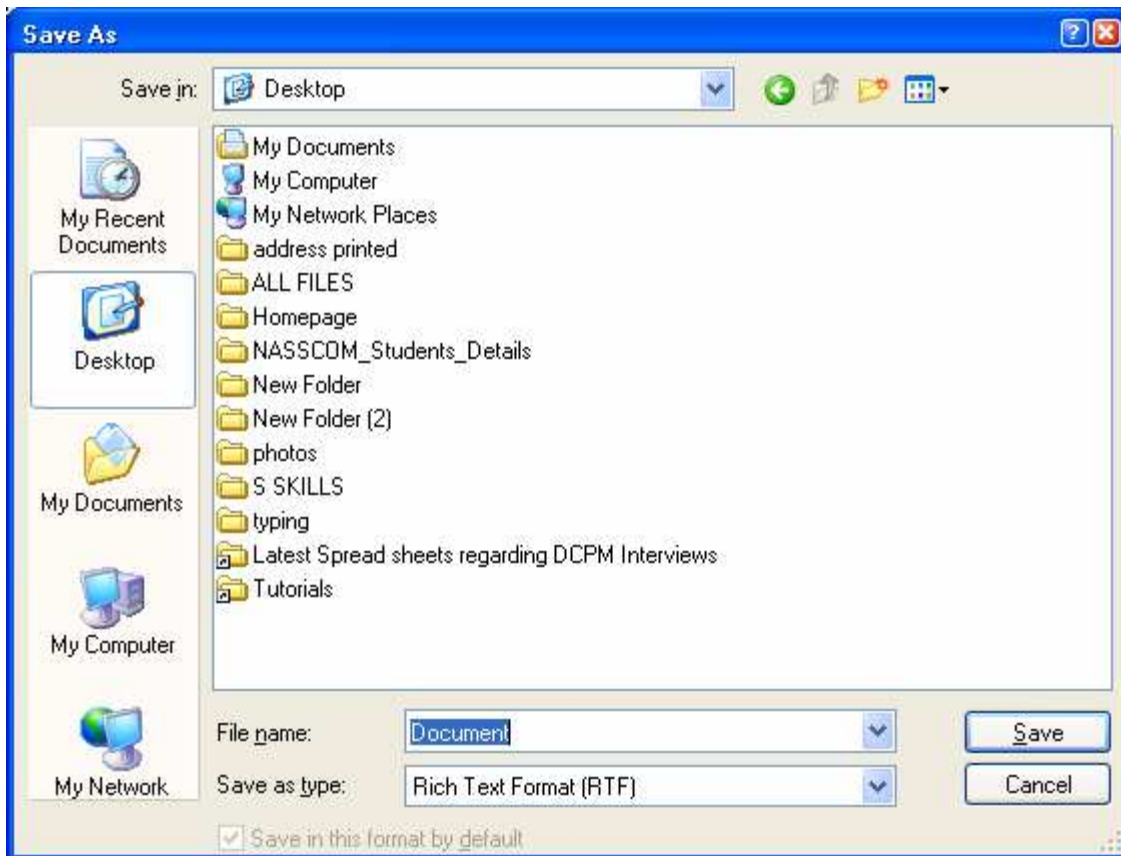 Save As
Save in:
Desktop
My Recent
Documents
Desktop
My Documents
My Computer
My Network
My Documents
My Computer
My Network Places
address printed
ALL FILES
Homepage
NASSCOM_Students_Details
New Folder
New Folder (2)
photos
S SKILLS
typing
Latest Spread sheets regarding DCPM Interviews
Tutorials
File name:
Document
Save
Save as type:
Rich Text Format (RTF)
Cancel
Save in this format by default